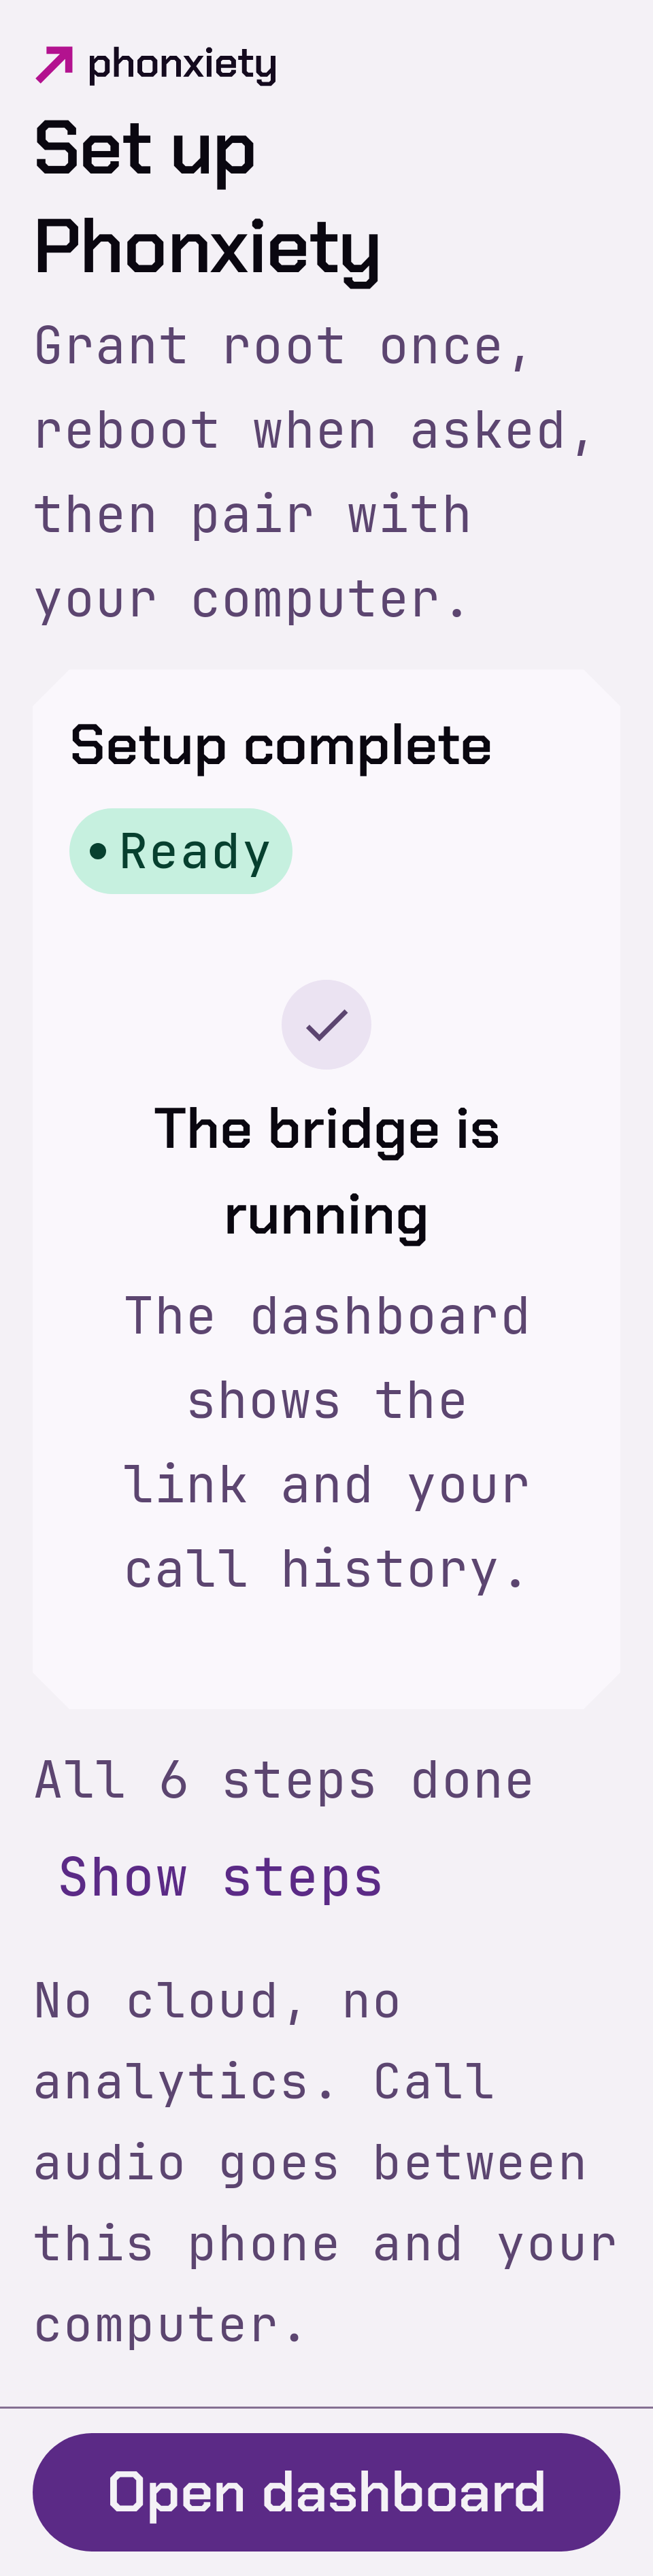 phonxiety
Set up
Phonxiety
Grant root once,
reboot when asked,
then pair with
your computer.
Setup complete
Ready
The bridge is
running
The dashboard
shows the
link and your
call history.
All 6 steps done
Show steps
No cloud, no
analytics. Call
audio goes between
this phone and your
computer.
Open dashboard